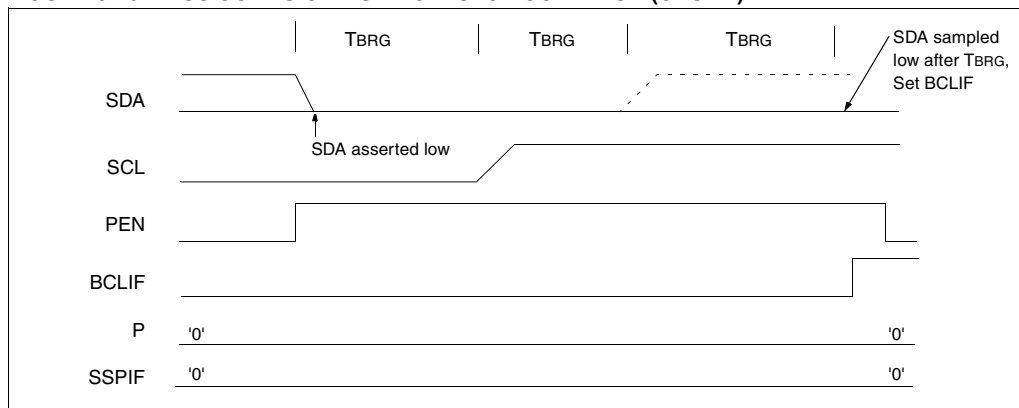 TBRG TBRG TBRG
SDA sampled
low after TBRG,
Set BCLIF
SDA
SDA asserted low
SCL
PEN
BCLIF
P '0' '0'
SSPIF '0' '0'